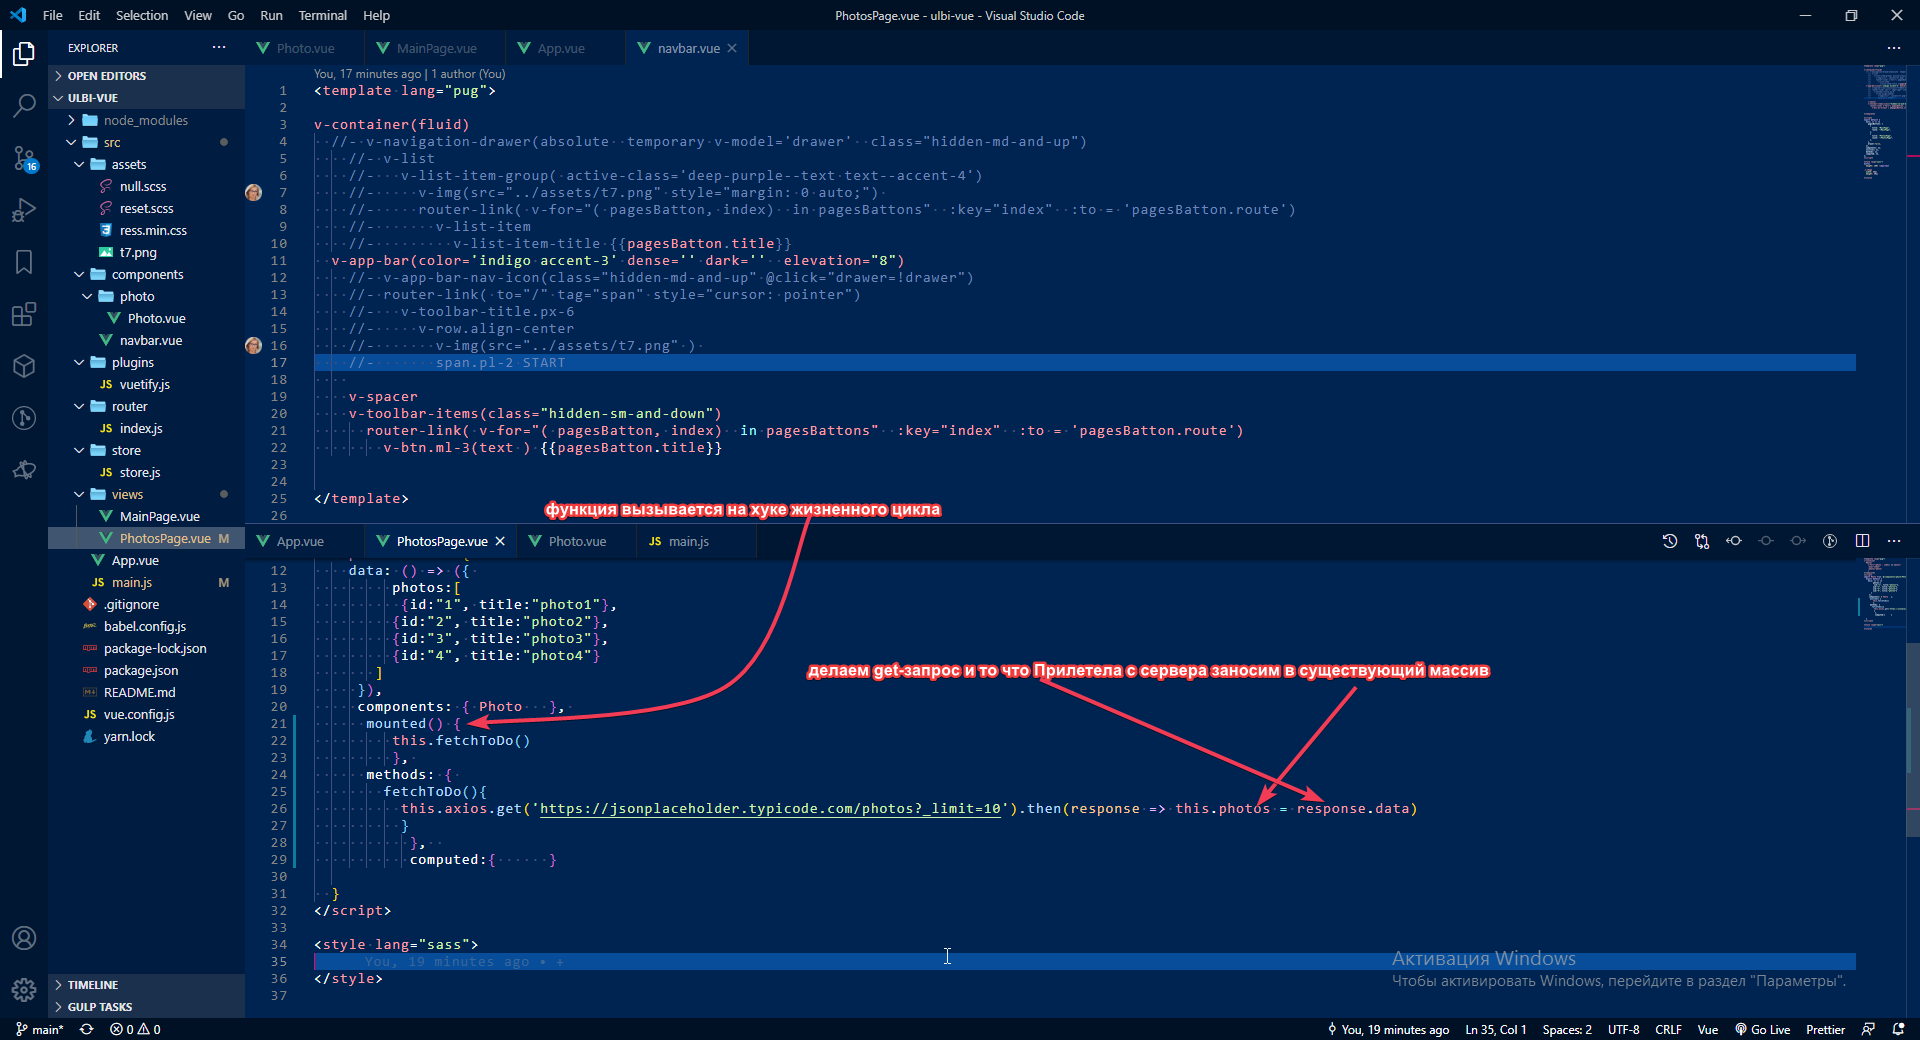 File Edit Selection View Go Run Terminal Help
PhotosPage.vue - ulbi-vue - Visual Studio Code
EXPLORER
OPEN EDITORS
ULBI-VUE
node_modules
src
assets
null.scss
reset.scss
ress.min.css
t7.png
components
photo
Photo.vue
navbar.vue
plugins
JS vuetify.js
router
JS index.js
store
JS store.js
views
MainPage.vue
PhotosPage.vue M
App.vue
JS main.js M
.gitignore
babel.config.js
package-lock.json
package.json
README.md
JS vue.config.js
yarn.lock
TIMELINE
GULP TASKS
16
Photo.vue MainPage.vue App.vue navbar.vue
You, 17 minutes ago | 1 author (You)
1 <template lang="pug">
2
3 v-container(fluid)
4 //- v-navigation-drawer(absolute temporary v-model='drawer' class="hidden-md-and-up")
5 //- v-list
6 //- v-list-item-group( active-class='deep-purple--text text--accent-4')
7 //- v-img(src="../assets/t7.png" style="margin: 0 auto;")
8 //- router-link( v-for="( pagesBatton, index) in pagesBattons" :key="index" :to = 'pagesBatton.route')
9 //- v-list-item
10 //- v-list-item-title {{pagesBatton.title}}
11 v-app-bar(color='indigo accent-3' dense='' dark='' elevation="8")
12 //- v-app-bar-nav-icon(class="hidden-md-and-up" @click="drawer=!drawer")
13 //- router-link( to="/" tag="span" style="cursor: pointer")
14 //- v-toolbar-title.px-6
15 //- v-row.align-center
16 //- v-img(src="../assets/t7.png" )
17 //- span.pl-2 START
18
19 v-spacer
20 v-toolbar-items(class="hidden-sm-and-down")
21 router-link( v-for="( pagesBatton, index) in pagesBattons" :key="index" :to = 'pagesBatton.route')
22 v-btn.ml-3(text ) {{pagesBatton.title}}
23
24
25 </template>
26
функция вызывается на хуке жизненного цикла
App.vue PhotosPage.vue Photo.vue JS main.js
12 data: () => ({
13 photos:[
14 {id:"1", title:"photo1"},
15 {id:"2", title:"photo2"},
16 {id:"3", title:"photo3"},
17 {id:"4", title:"photo4"}
18 ]
19 }),
делаем get-запрос и то что Прилетела с сервера заносим в существующий массив
20 components: { Photo },
21 mounted() {
22 this.fetchToDo()
23 },
24 methods: {
25 fetchToDo(){
26 this.axios.get('https://jsonplaceholder.typicode.com/photos?_limit=10').then(response => this.photos = response.data)
27 }
28 },
29 computed:{ }
30
31 }
32 </script>
33
34 <style lang="sass">
35 You, 19 minutes ago • +
36 </style>
37
Активация Windows
Чтобы активировать Windows, перейдите в раздел "Параметры".
main* 0 0 You, 19 minutes ago Ln 35, Col 1 Spaces: 2 UTF-8 CRLF Vue Go Live Prettier